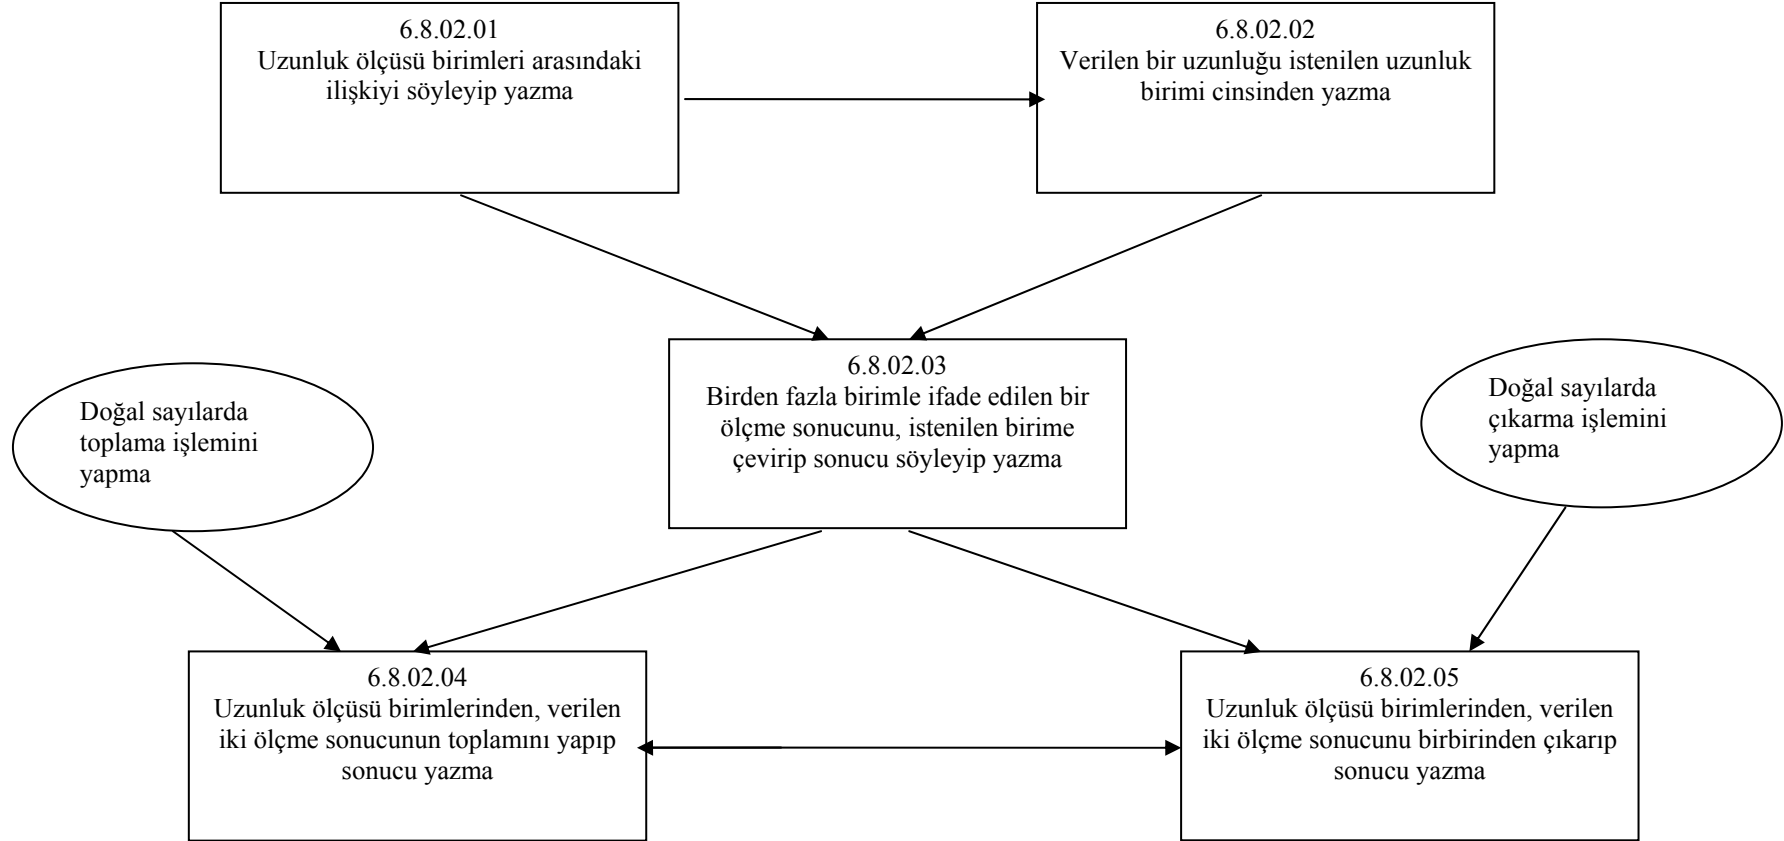 6.8.02.01
Uzunluk ölçüsü birimleri arasındaki
ilişkiyi söyleyip yazma
6.8.02.02
Verilen bir uzunluğu istenilen uzunluk
birimi cinsinden yazma
6.8.02.03
Birden fazla birimle ifade edilen bir
ölçme sonucunu, istenilen birime
çevirip sonucu söyleyip yazma
Doğal sayılarda
toplama işlemini
yapma
Doğal sayılarda
çıkarma işlemini
yapma
6.8.02.04
Uzunluk ölçüsü birimlerinden, verilen
iki ölçme sonucunun toplamını yapıp
sonucu yazma
6.8.02.05
Uzunluk ölçüsü birimlerinden, verilen
iki ölçme sonucunu birbirinden çıkarıp
sonucu yazma